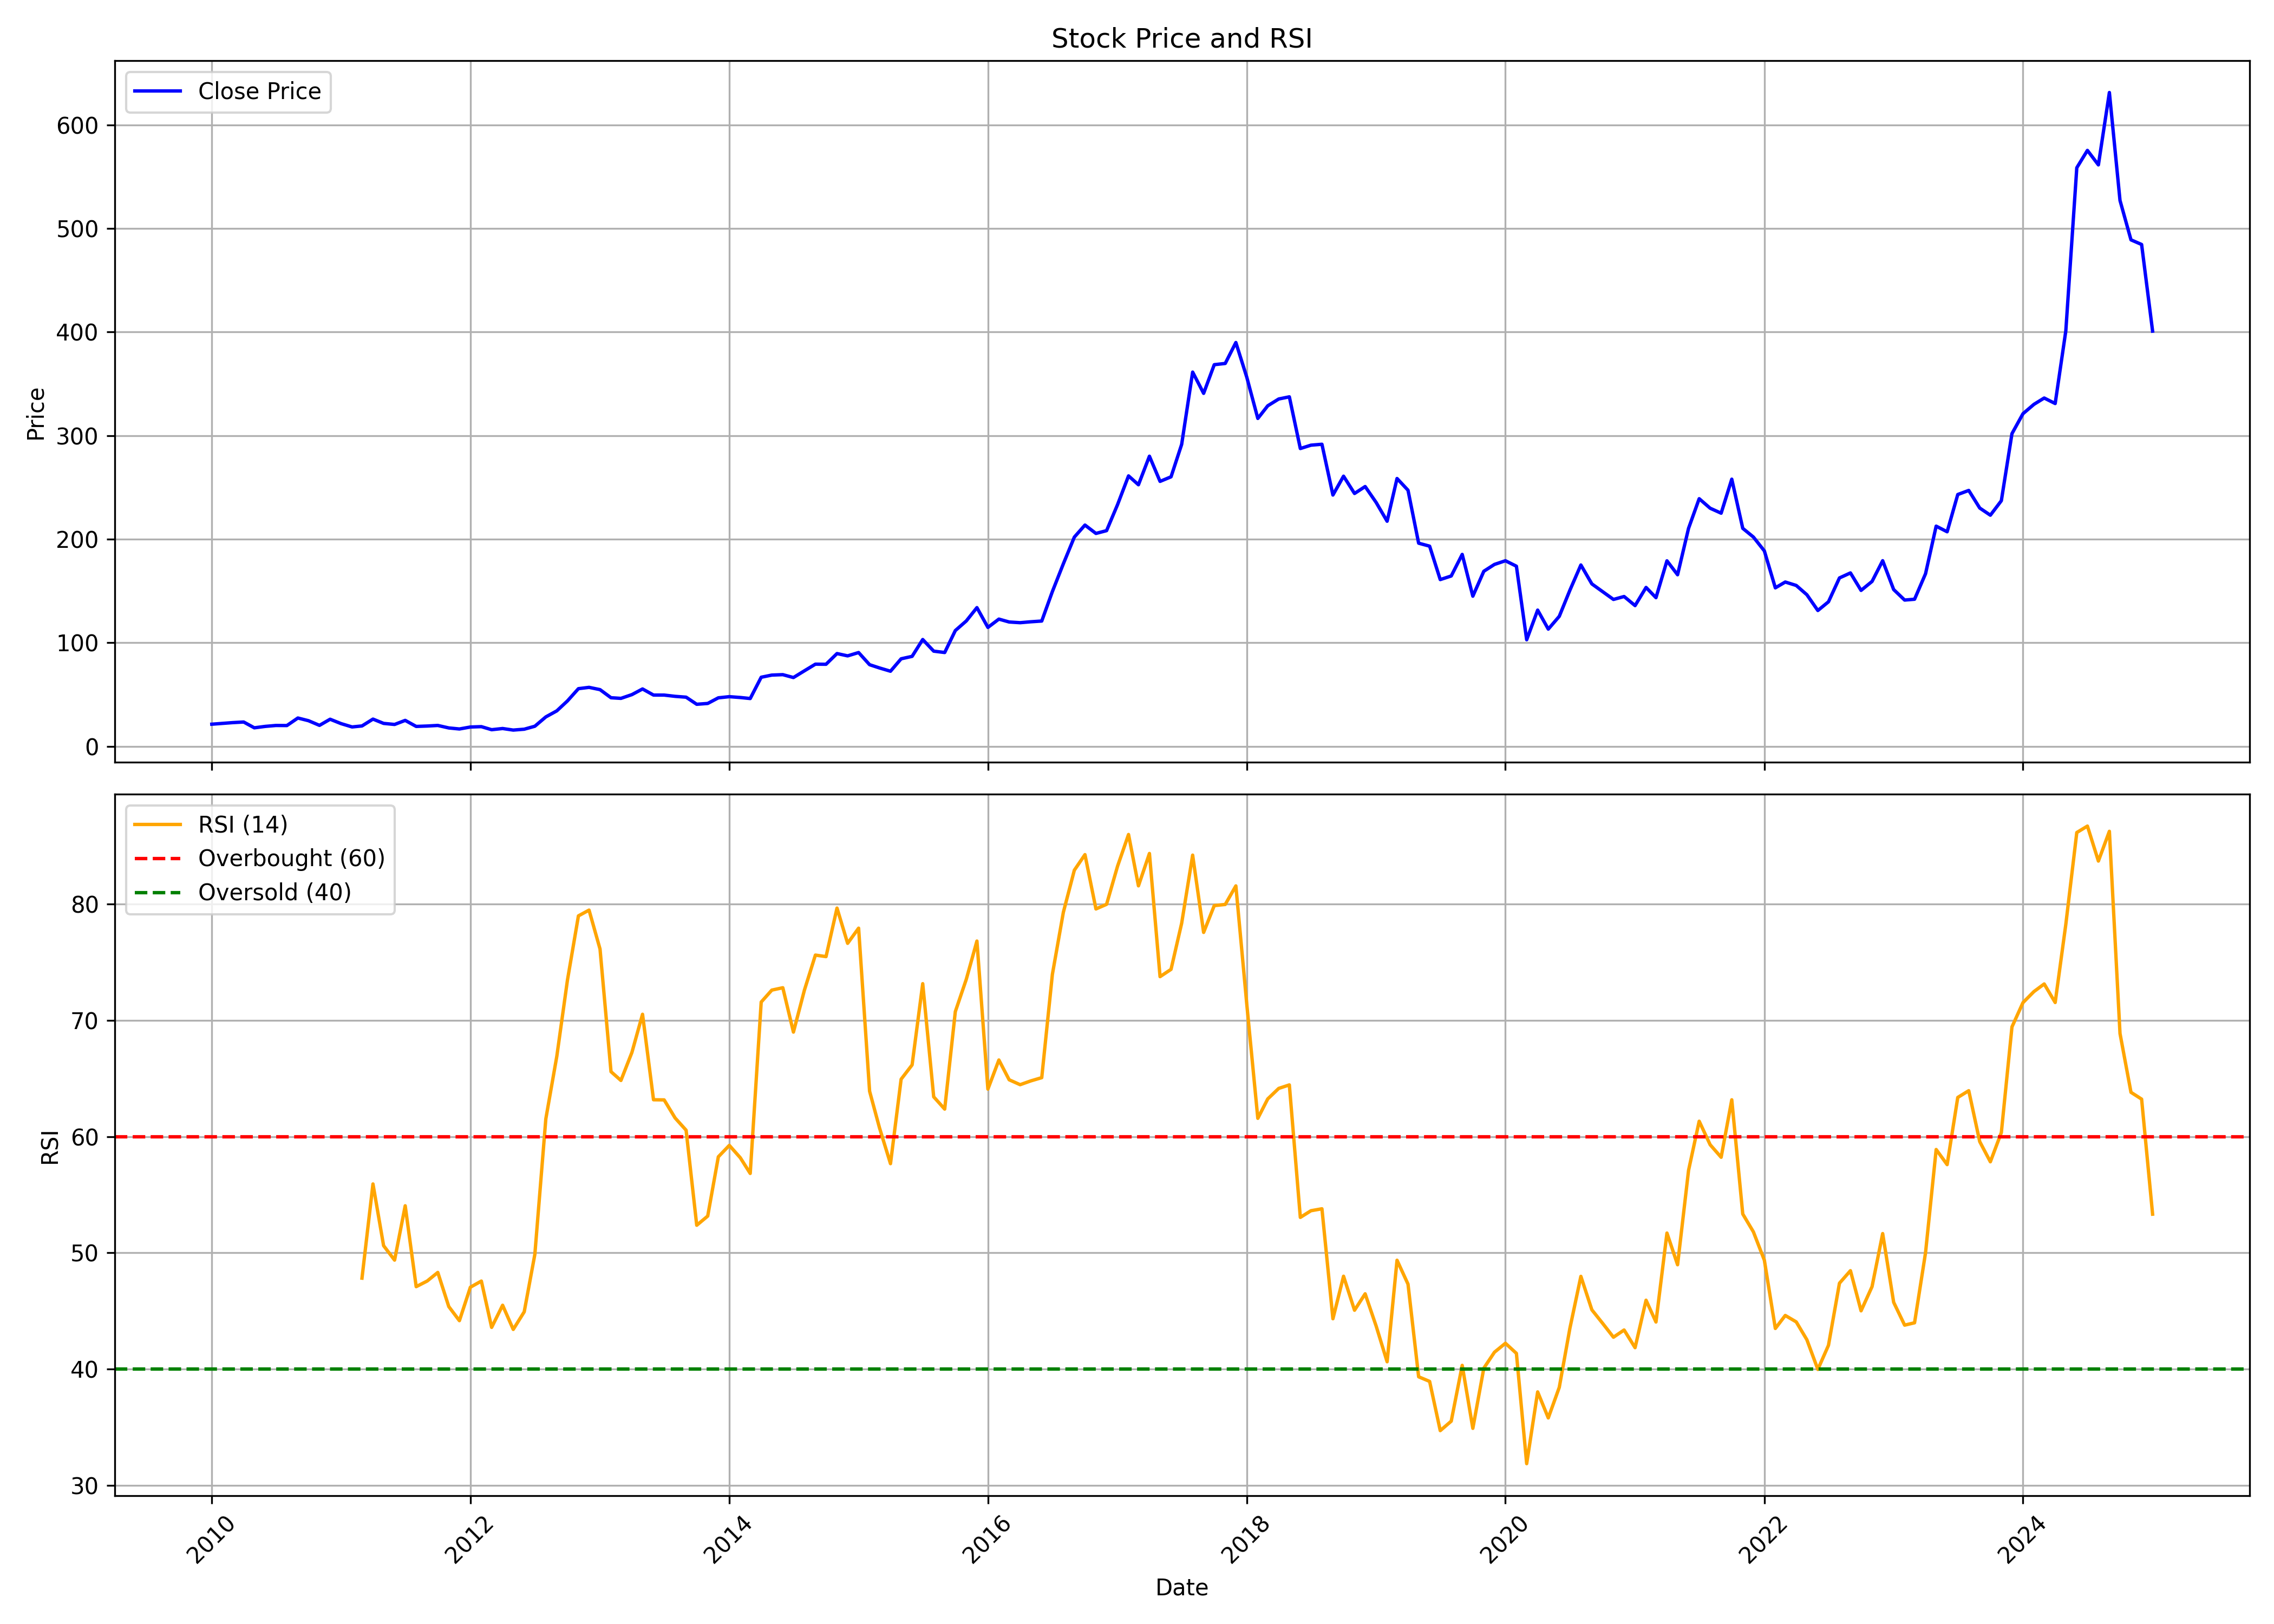 Stock Price and RSI
Close Price
600
500
400
300
200
100
0
Price
RSI (14)
Overbought (60)
Oversold (40)
80
70
60
50
40
30
RSI
2010
2012
2014
2016
2018
2020
2022
2024
Date